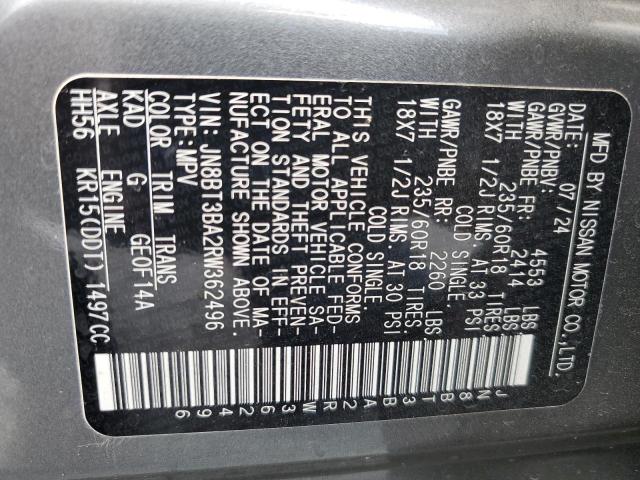 MFD BY NISSAN MOTOR CO.,LTD.
DATE: 07/24
GVWR/PNBV: 4553 LBS.
GAWR/PNBE FR: 2414 LBS.
WITH 235/60R18 TIRES.
18X7 1/2J RIMS AT 33 PSI
COLD SINGLE
GAWR/PNBE RR: 2260 LBS.
WITH 235/60R18 TIRES.
18X7 1/2J RIMS AT 30 PSI
COLD SINGLE
THIS VEHICLE CONFORMS
TO ALL APPLICABLE FED-
ERAL MOTOR VEHICLE SA-
FETY AND THEFT PREVEN-
TION STANDARDS IN EFF-
ECT ON THE DATE OF MA-
NUFACTURE SHOWN ABOVE.
VIN: JN8BT3BA2RW362496
TYPE: MPV
COLOR TRIM TRANS
KAD G GE0F14A
AXLE ENGINE
HH56 KR15(DDT) 1497CC
JN8BT3BA2RW362496